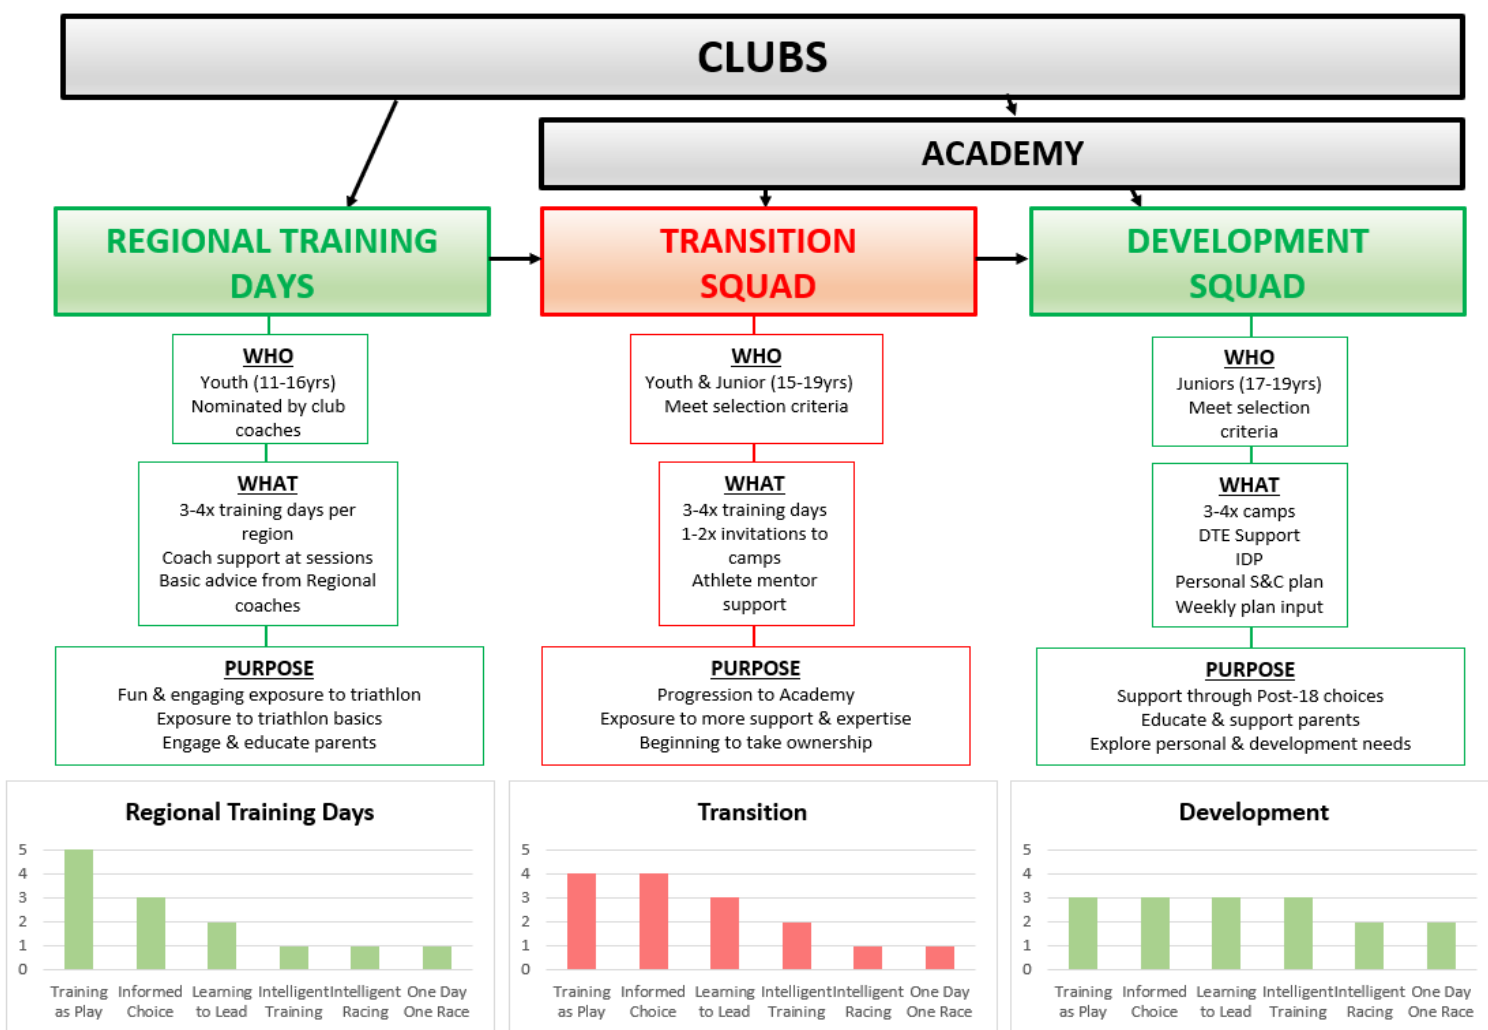 CLUBS
ACADEMY
REGIONAL TRAINING
DAYS
TRANSITION
SQUAD
DEVELOPMENT
SQUAD
WHO
Youth (11-16yrs)
Nominated by club
coaches
WHAT
3-4x training days per
region
Coach support at sessions
Basic advice from Regional
coaches
PURPOSE
Fun & engaging exposure to triathlon
Exposure to triathlon basics
Engage & educate parents
WHO
Youth & Junior (15-19yrs)
Meet selection criteria
WHAT
3-4x training days
1-2x invitations to
camps
Athlete mentor
support
PURPOSE
Progression to Academy
Exposure to more support & expertise
Beginning to take ownership
WHO
Juniors (17-19yrs)
Meet selection
criteria
WHAT
3-4x camps
DTE Support
IDP
Personal S&C plan
Weekly plan input
PURPOSE
Support through Post-18 choices
Educate & support parents
Explore personal & development needs
Regional Training Days
5
4
3
2
1
0
Training as Play
Informed Choice
Learning to Lead
Intelligent Training
Intelligent Racing
One Day One Race
Transition
5
4
3
2
1
0
Training as Play
Informed Choice
Learning to Lead
Intelligent Training
Intelligent Racing
One Day One Race
Development
5
4
3
2
1
0
Training as Play
Informed Choice
Learning to Lead
Intelligent Training
Intelligent Racing
One Day One Race